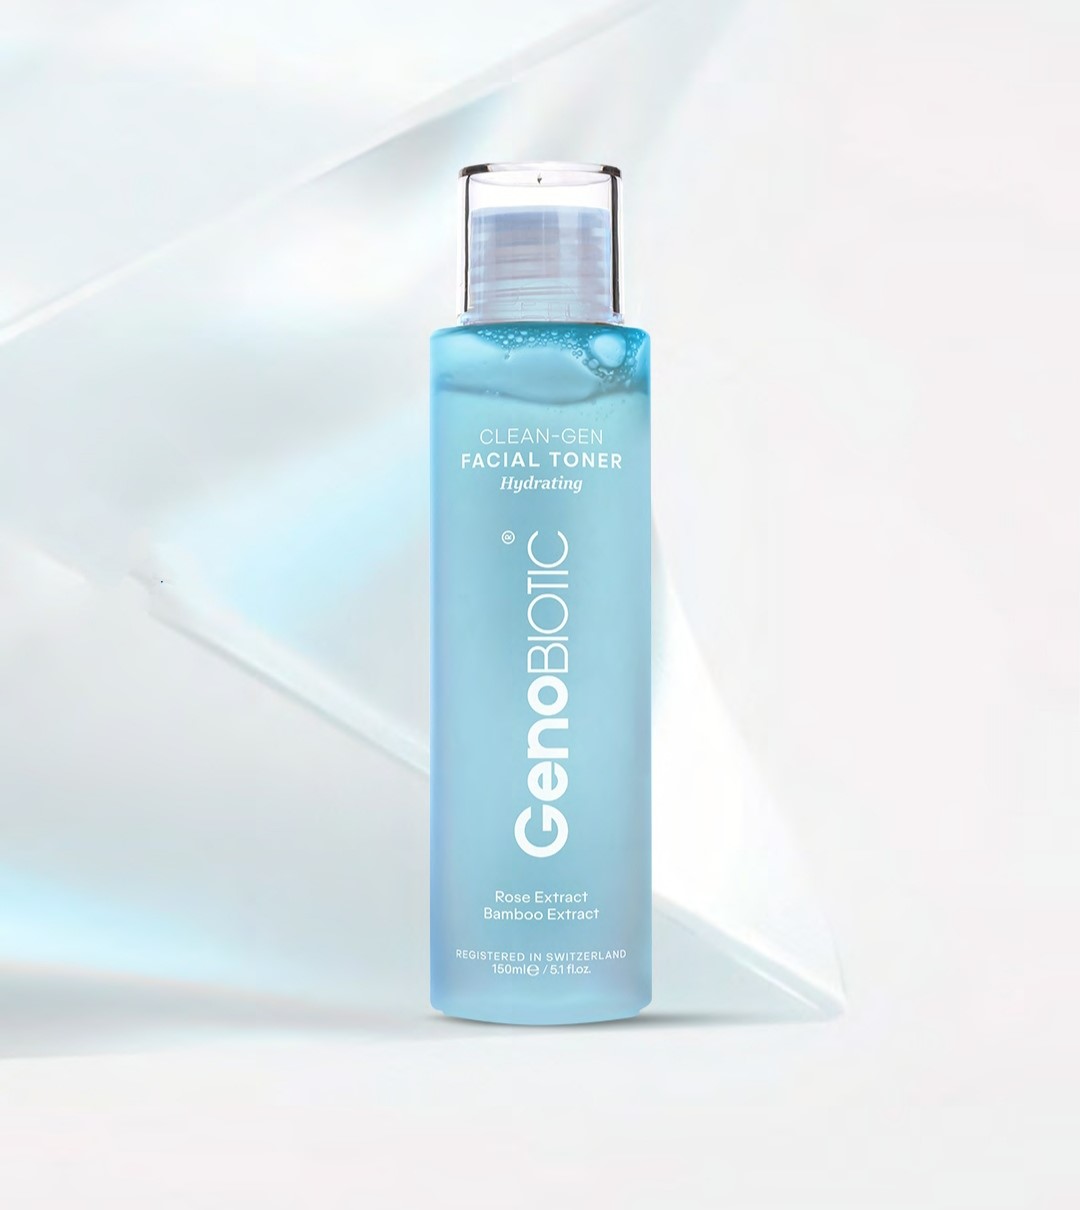 CLEAN-GEN
FACIAL TONER
Hydrating
GenoBIOTIC®
Rose Extract
Bamboo Extract
REGISTERED IN SWITZERLAND
150ml℮ / 5.1 fl.oz.